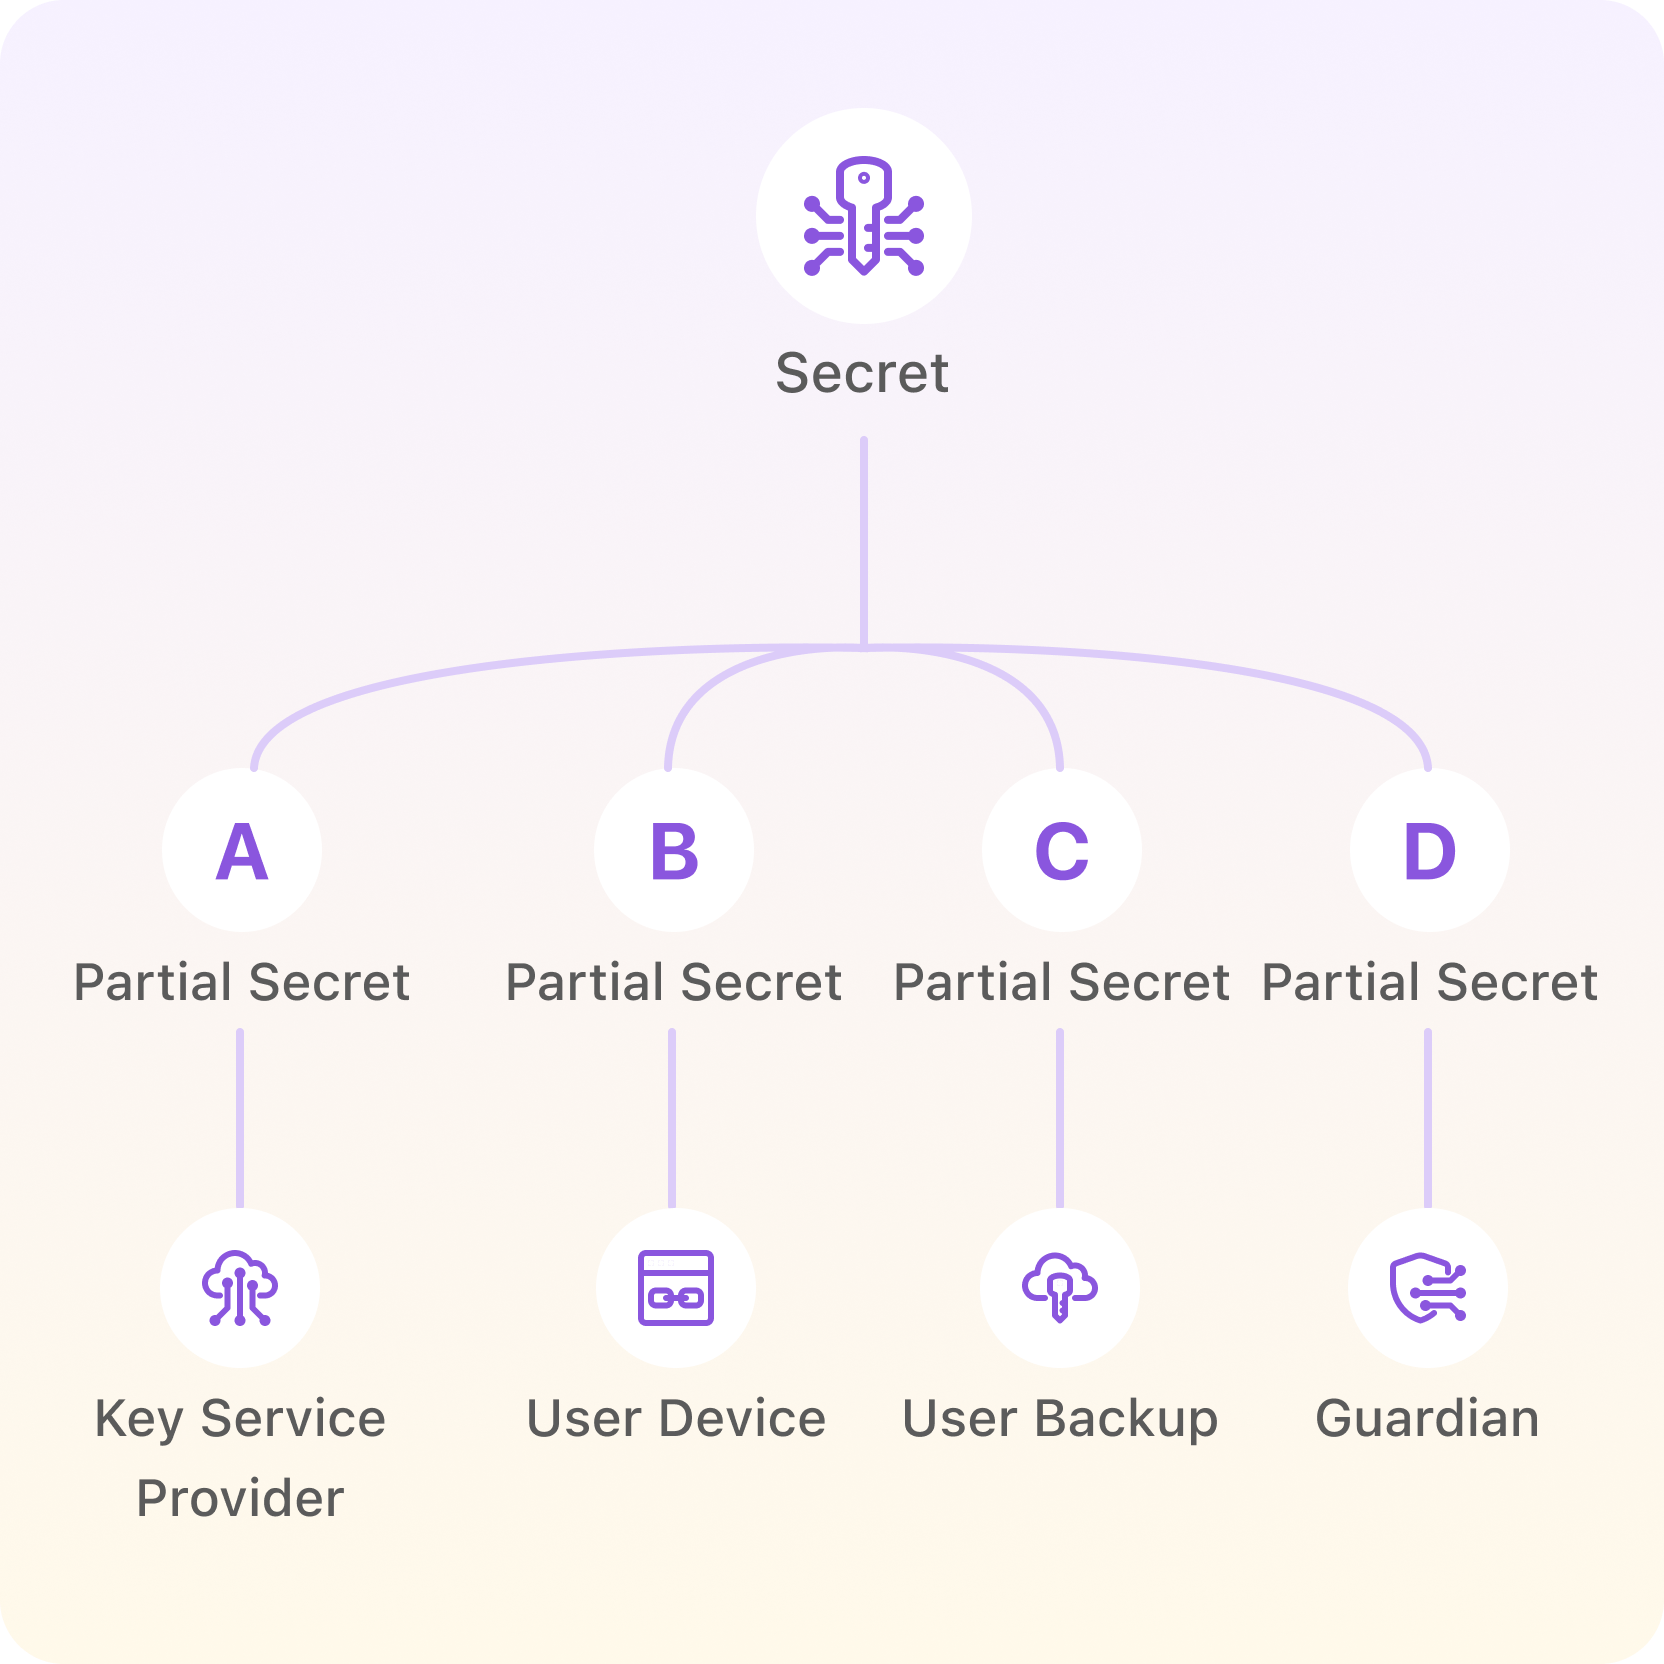 Secret
A
B
C
D
Partial Secret
Partial Secret
Partial Secret
Partial Secret
Key Service
Provider
User Device
User Backup
Guardian